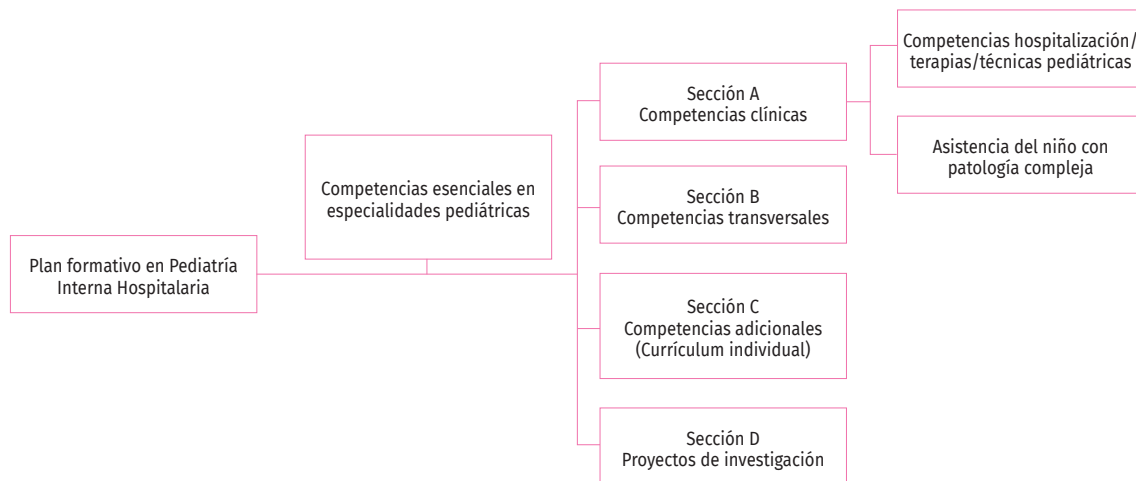 Plan formativo en Pediatría
Interna Hospitalaria
Competencias esenciales en
especialidades pediátricas
Sección A
Competencias clínicas
Competencias hospitalización/
terapias/técnicas pediátricas
Asistencia del niño con
patología compleja
Sección B
Competencias transversales
Sección C
Competencias adicionales
(Currículum individual)
Sección D
Proyectos de investigación